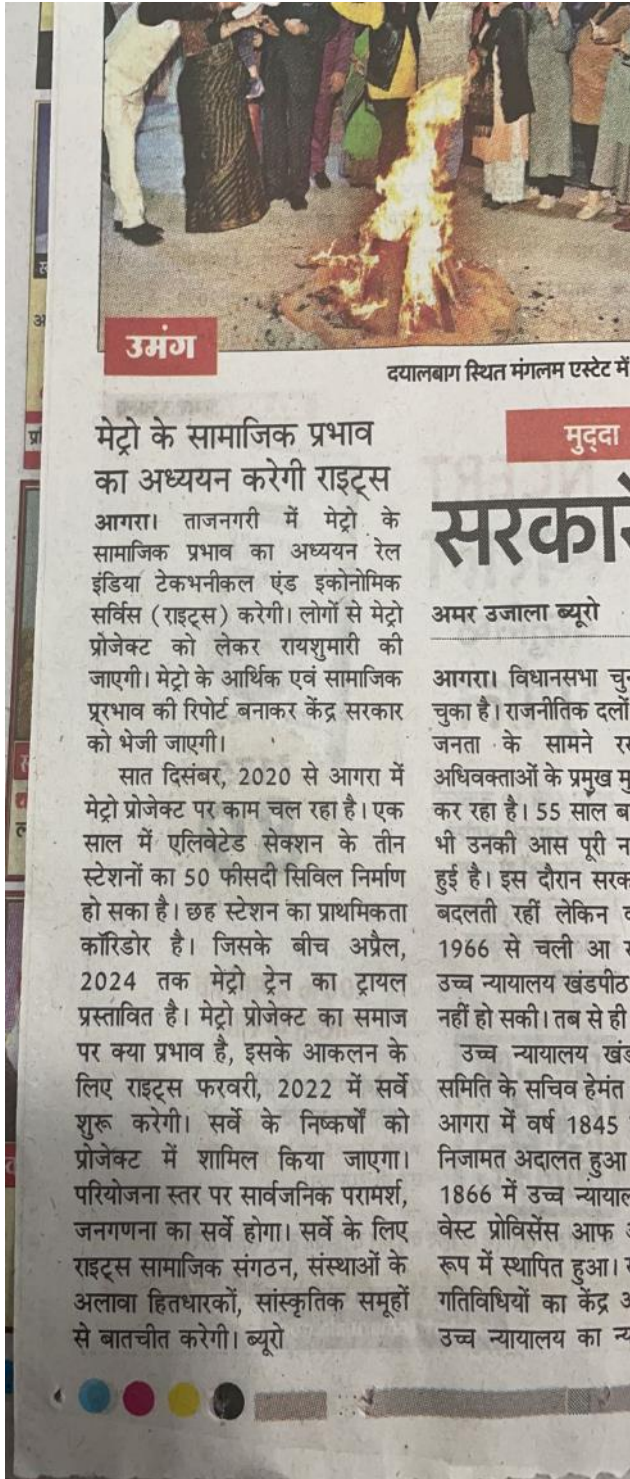 उमंग
दयालबाग स्थित मंगलम एस्टेट में
मेट्रो के सामाजिक प्रभाव
का अध्ययन करेगी राइट्स
आगरा। ताजनगरी में मेट्रो के
सामाजिक प्रभाव का अध्ययन रेल
इंडिया टेकभनीकल एंड इकोनोमिक
सर्विस (राइट्स) करेगी। लोगों से मेट्रो
प्रोजेक्ट को लेकर रायशुमारी की
जाएगी। मेट्रो के आर्थिक एवं सामाजिक
प्र्रभाव की रिपोर्ट बनाकर केंद्र सरकार
को भेजी जाएगी।
सात दिसंबर, 2020 से आगरा में
मेट्रो प्रोजेक्ट पर काम चल रहा है। एक
साल में एलिवेटेड सेक्शन के तीन
स्टेशनों का 50 फीसदी सिविल निर्माण
हो सका है। छह स्टेशन का प्राथमिकता
कॉरिडोर है। जिसके बीच अप्रैल,
2024 तक मेट्रो ट्रेन का ट्रायल
प्रस्तावित है। मेट्रो प्रोजेक्ट का समाज
पर क्या प्रभाव है, इसके आकलन के
लिए राइट्स फरवरी, 2022 में सर्वे
शुरू करेगी। सर्वे के निष्कर्षों को
प्रोजेक्ट में शामिल किया जाएगा।
परियोजना स्तर पर सार्वजनिक परामर्श,
जनगणना का सर्वे होगा। सर्वे के लिए
राइट्स सामाजिक संगठन, संस्थाओं के
अलावा हितधारकों, सांस्कृतिक समूहों
से बातचीत करेगी। ब्यूरो
मुद्दा
अमर उजाला ब्यूरो
आगरा। विधानसभा
चुका है। राजनीतिक दलों
जनता के सामने
अधिवक्ताओं के प्रमुख
कर रहा है। 55 साल
भी उनकी आस पूरी
हुई है। इस दौरान
बदलती रहीं लेकिन
1966 से चली आ
उच्च न्यायालय खंडपीठ
नहीं हो सकी। तब से ही
उच्च न्यायालय
समिति के सचिव हेमंत
आगरा में वर्ष 1845
निजामत अदालत हुआ
1866 में उच्च
वेस्ट प्रोविसेंस आफ
रूप में स्थापित हुआ।
गतिविधियों का केंद्र
उच्च न्यायालय का